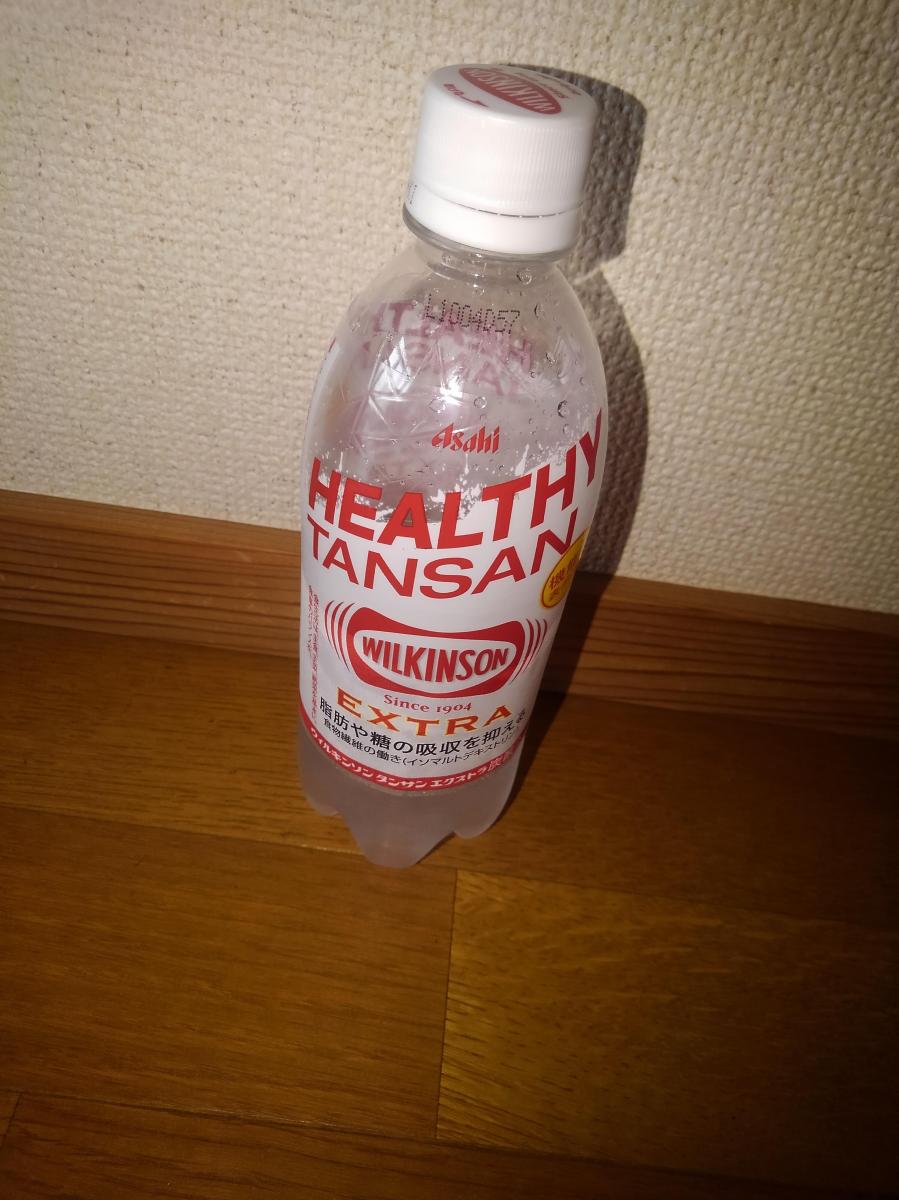 WILKINSON
L1004057
Asahi
HEALTHY
TANSAN
WILKINSON
Since 1904
EXTRA
脂肪や糖の吸収を抑える
食物繊維の働き(イソマルトデキストリン
ウィルキンソン タンサン エクストラ